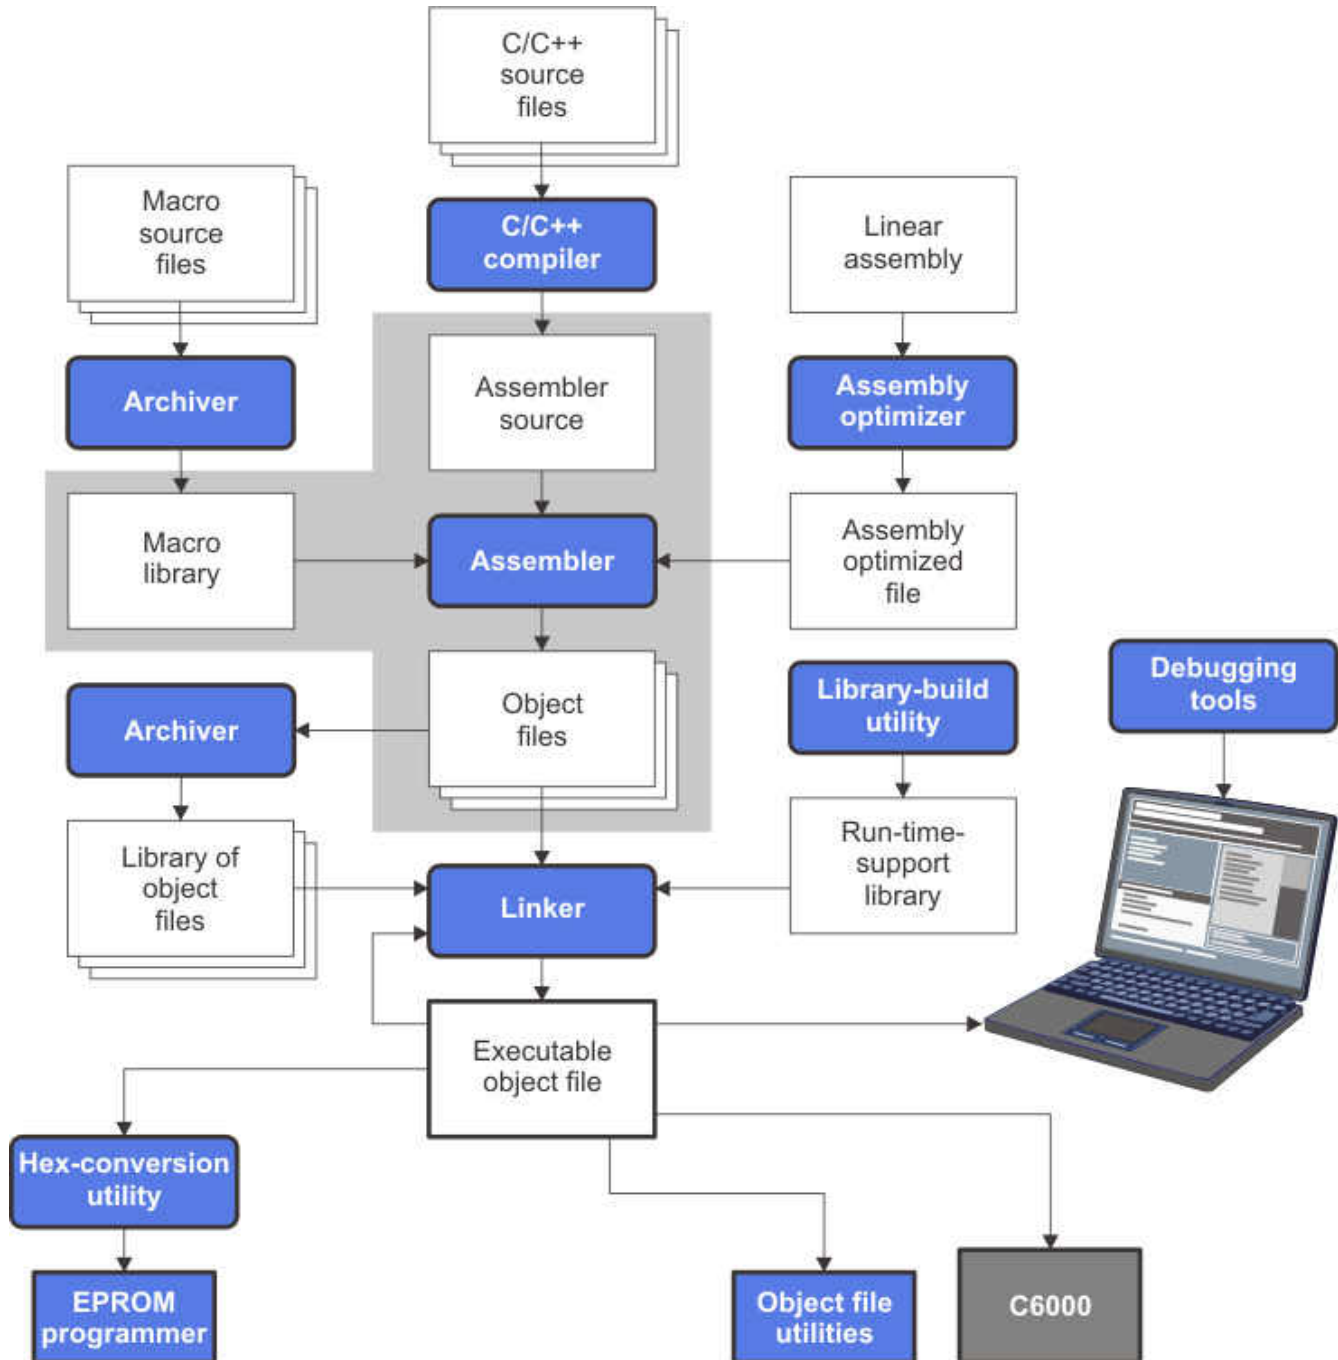 C/C++
source
files
Macro
source
files
C/C++
compiler
Linear
assembly
Archiver
Assembler
source
Assembly
optimizer
Macro
library
Assembler
Assembly
optimized
file
Archiver
Object
files
Library-build
utility
Debugging
tools
Library of
object
files
Linker
Run-time-
support
library
Executable
object file
Hex-conversion
utility
EPROM
programmer
Object file
utilities
C6000